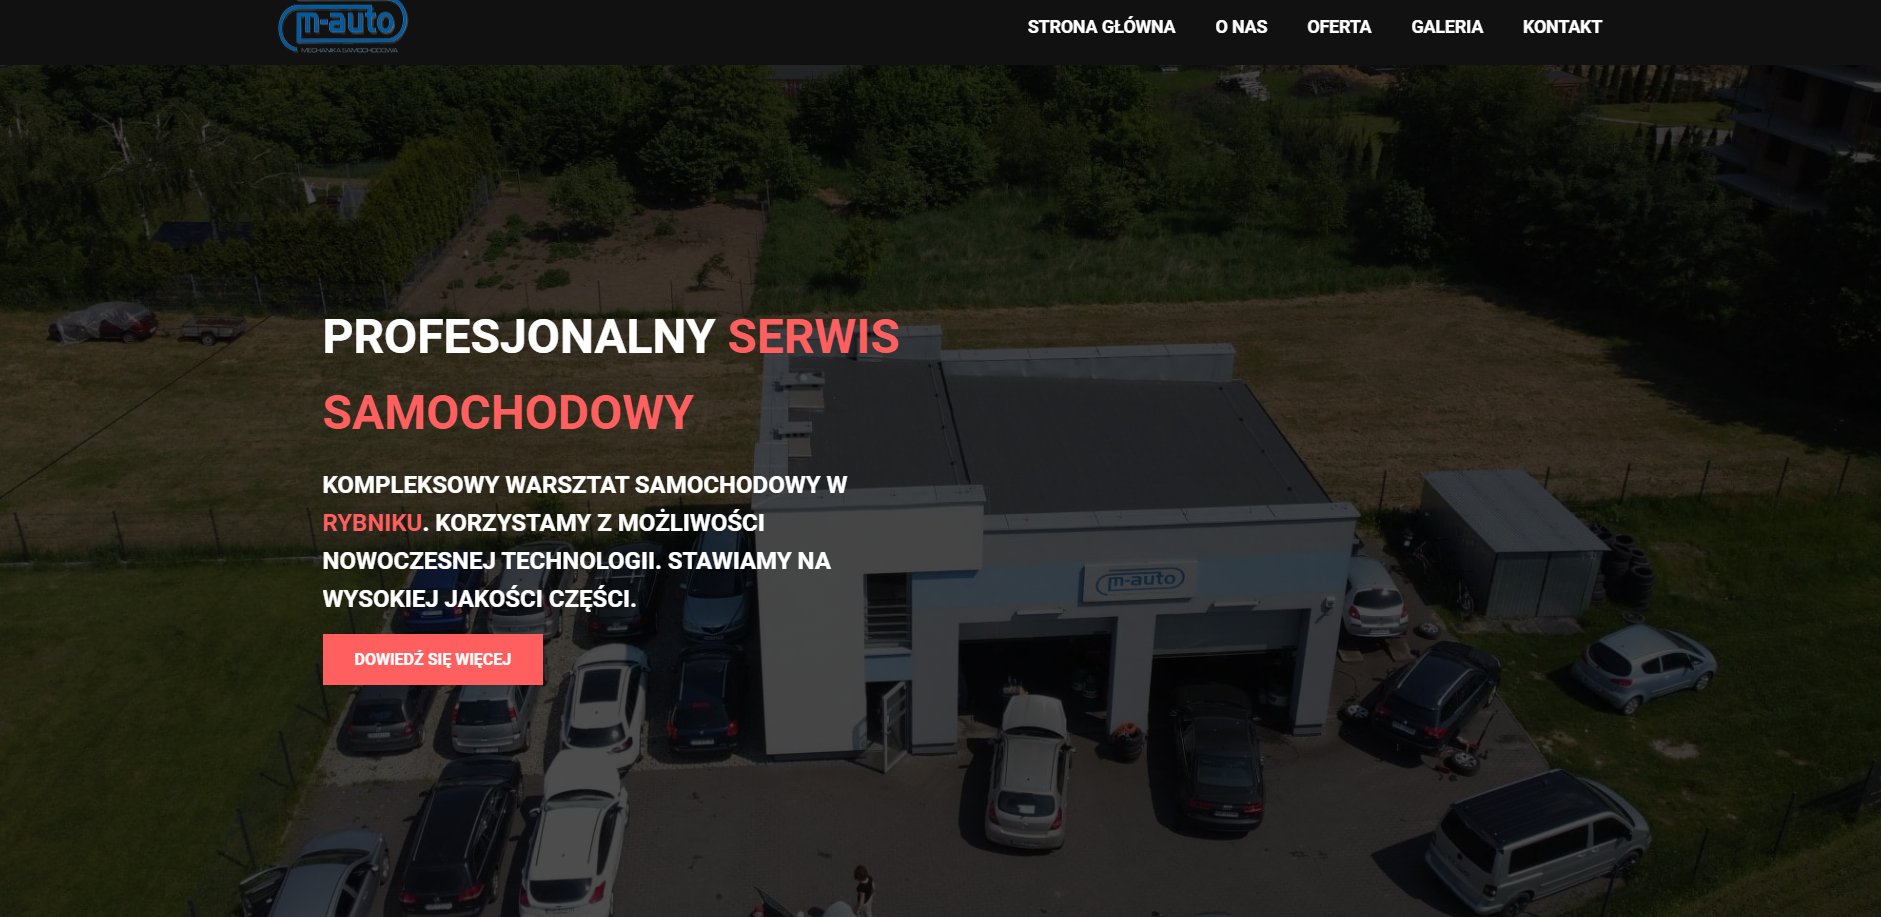 m-auto
MECHANIKA SAMOCHODOWA
STRONA GŁÓWNA
O NAS
OFERTA
GALERIA
KONTAKT
PROFESJONALNY SERWIS
SAMOCHODOWY
KOMPLEKSOWY WARSZTAT SAMOCHODOWY W
RYBNIKU. KORZYSTAMY Z MOŻLIWOŚCI
NOWOCZESNEJ TECHNOLOGII. STAWIAMY NA
WYSOKIEJ JAKOŚCI CZĘŚCI.
DOWIEDŹ SIĘ WIĘCEJ
m-auto